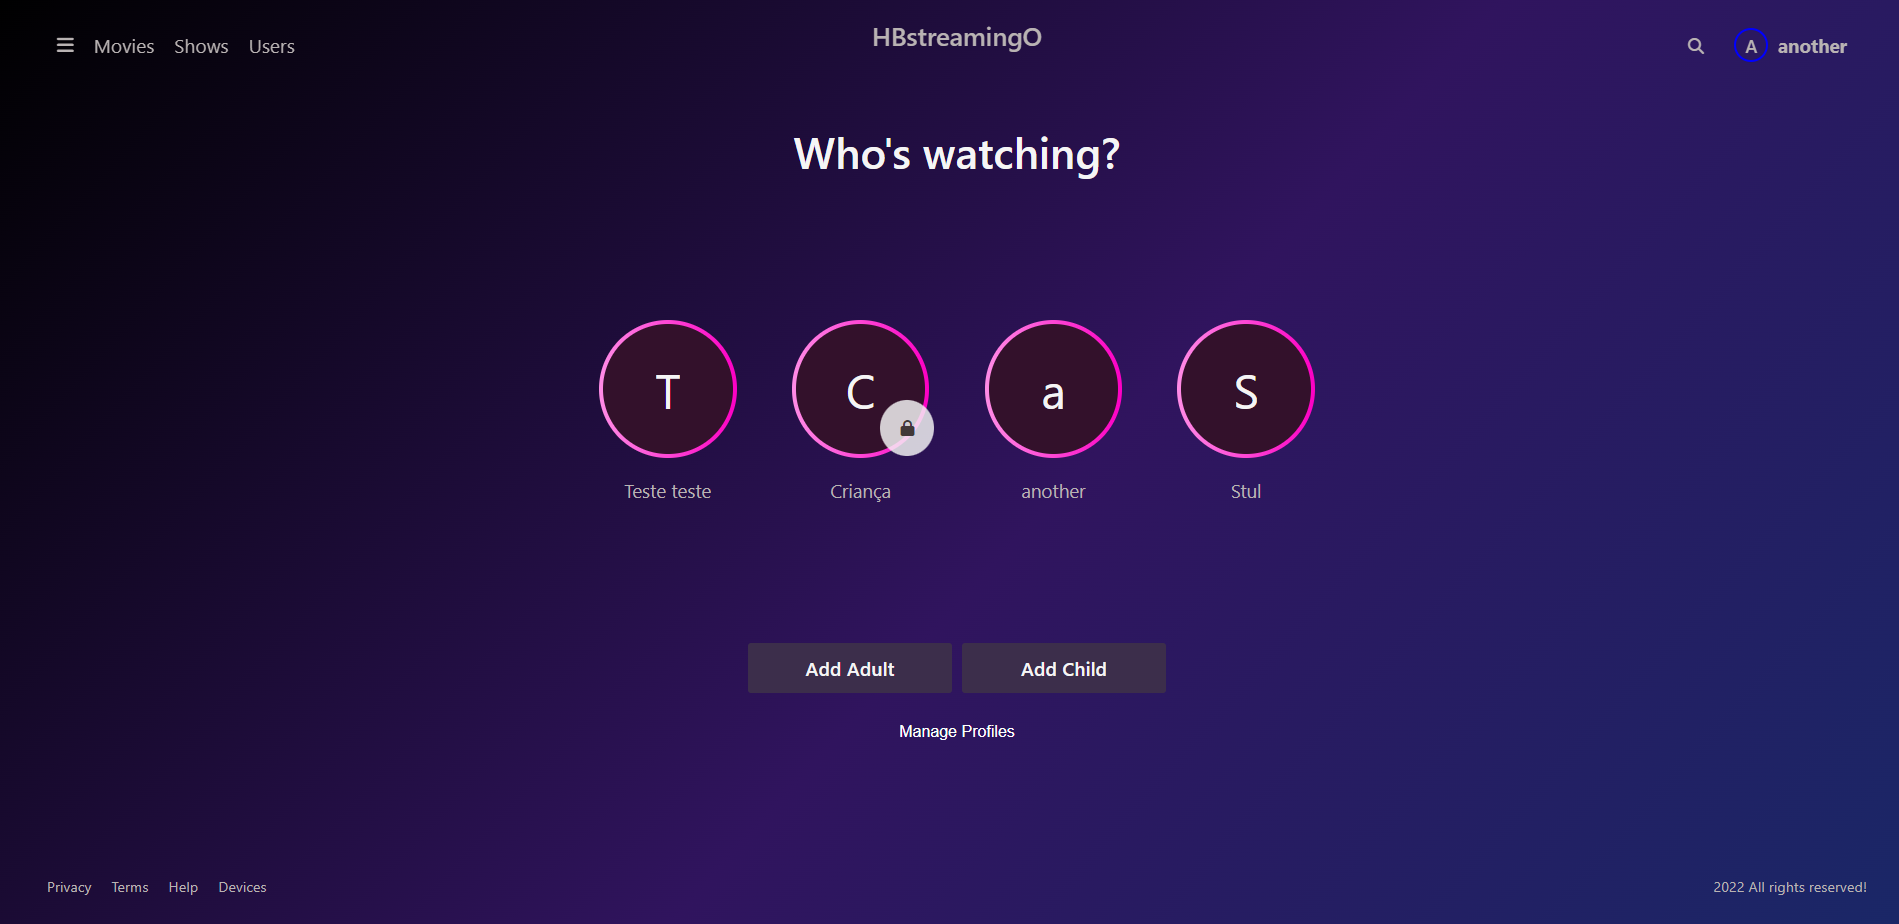 Movies Shows Users
HBstreamingO
A another
Who's watching?
T
C
a
S
Teste teste
Criança
another
Stul
Add Adult
Add Child
Manage Profiles
Privacy Terms Help Devices
2022 All rights reserved!